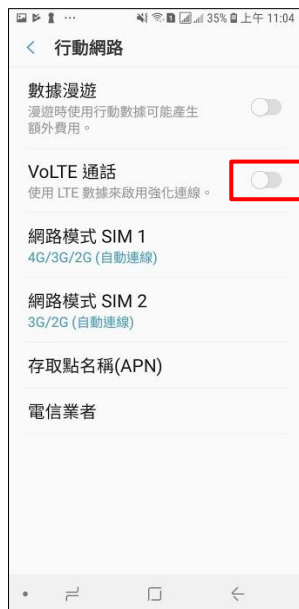 35% 上午 11:04
行動網路
數據漫遊
漫遊時使用行動數據可能產生
額外費用。
VoLTE 通話
使用 LTE 數據來啟用強化連線。
網路模式 SIM 1
4G/3G/2G (自動連線)
網路模式 SIM 2
3G/2G (自動連線)
存取點名稱(APN)
電信業者